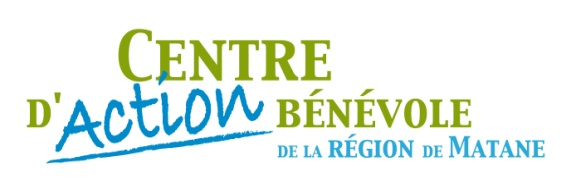 CENTRE
D'Action BÉNÉVOLE
DE LA RÉGION DE MATANE